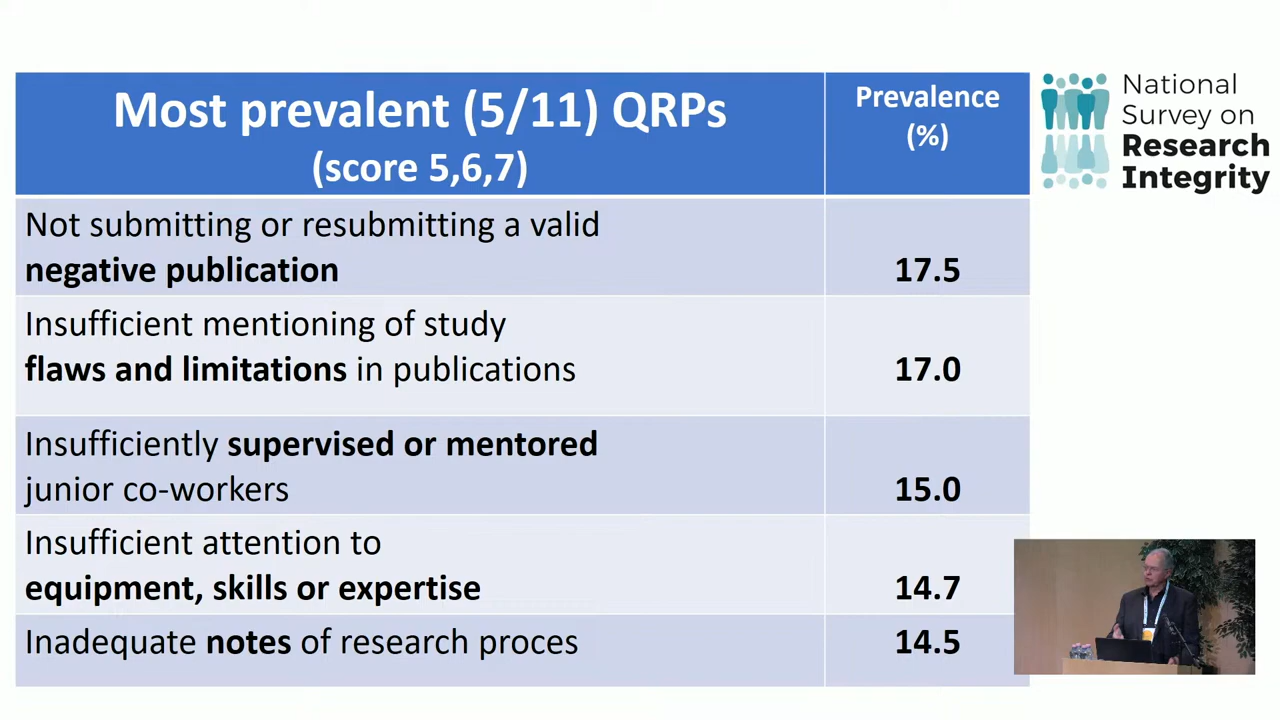 Most prevalent (5/11) QRPs
(score 5,6,7)
Prevalence
(%)
Not submitting or resubmitting a valid
negative publication
17.5
Insufficient mentioning of study
flaws and limitations in publications
17.0
Insufficiently supervised or mentored
junior co-workers
15.0
Insufficient attention to
equipment, skills or expertise
14.7
Inadequate notes of research proces
14.5
National
Survey on
Research
Integrity